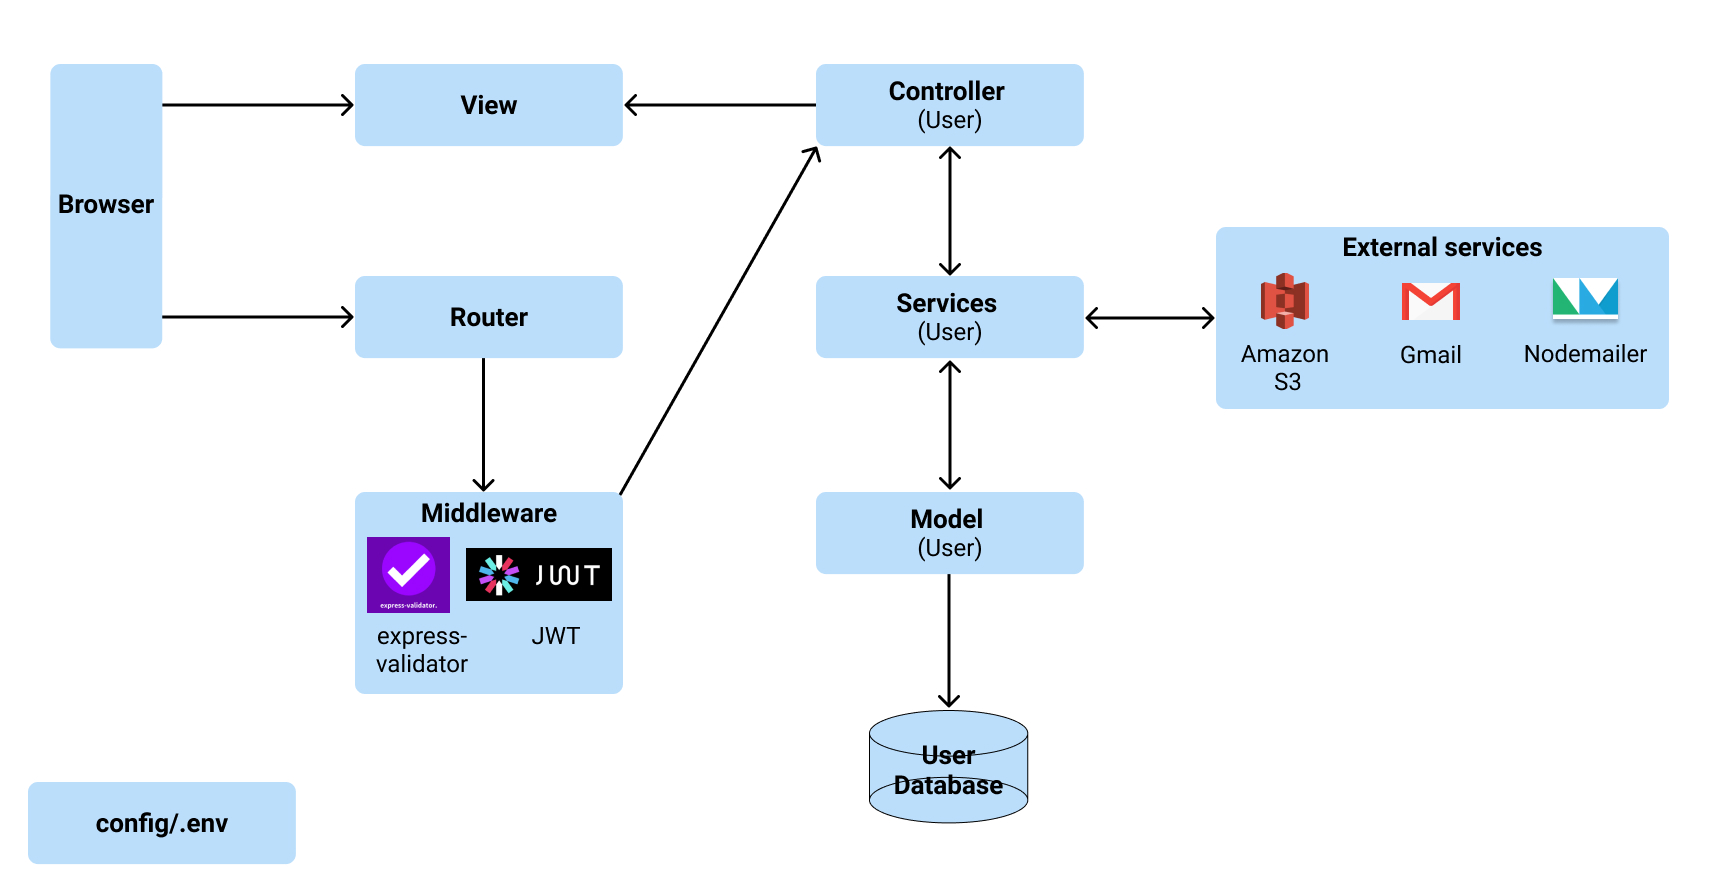 View
Controller
(User)
Browser
External services
Router
Services
(User)
Amazon
S3
Gmail
Nodemailer
Middleware
express-validator.
JWT
express-
validator
JWT
Model
(User)
User
Database
config/.env